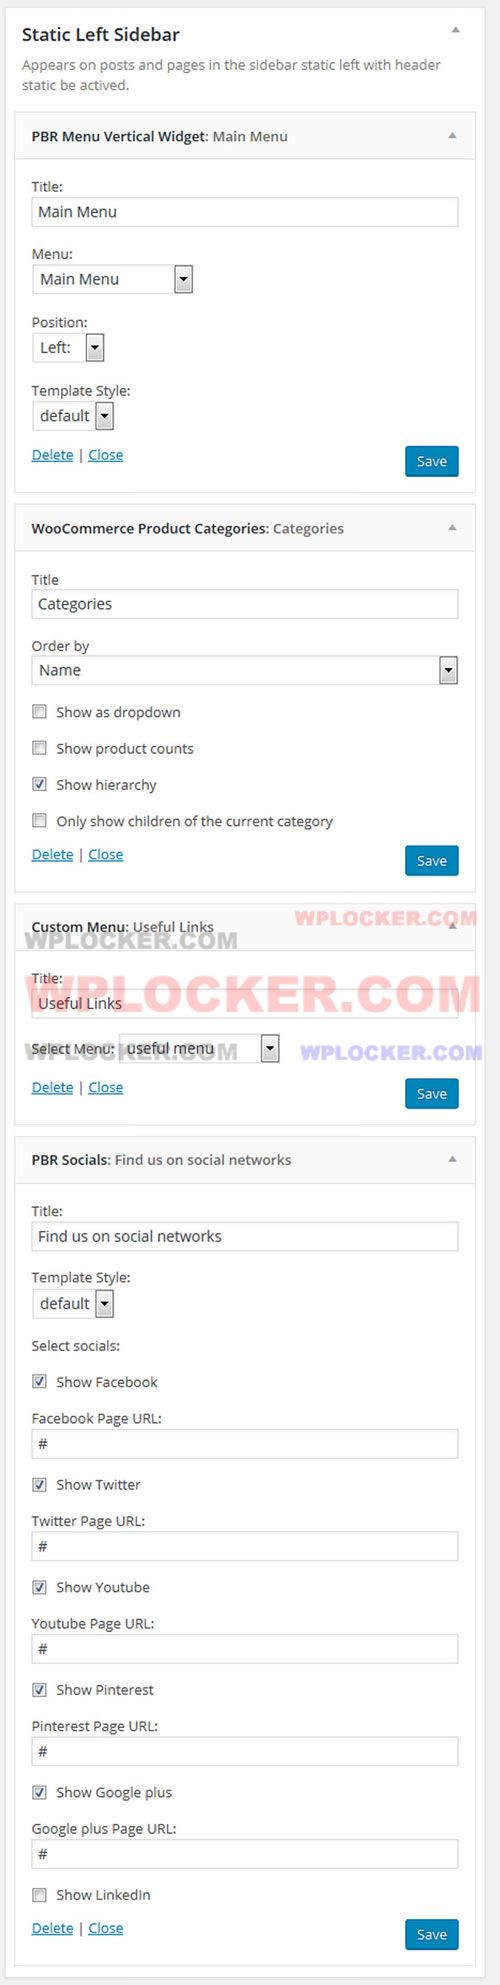 Static Left Sidebar
Appears on posts and pages in the sidebar static left with header
static be actived.
PBR Menu Vertical Widget: Main Menu
Title:
Main Menu
Menu:
Main Menu
Position:
Left:
Template Style:
default
Delete | Close
Save
WooCommerce Product Categories: Categories
Title
Categories
Order by
Name
Show as dropdown
Show product counts
Show hierarchy
Only show children of the current category
Delete | Close
Save
WPLOCKER.COM
Custom Menu: Useful Links
WPLOCKER.COM
Title:
WPLOCKER.COM
Useful Links
Select Menu: useful menu
WPLOCKER.COM
WPLOCKER.COM
Delete | Close
Save
PBR Socials: Find us on social networks
Title:
Find us on social networks
Template Style:
default
Select socials:
Show Facebook
Facebook Page URL:
#
Show Twitter
Twitter Page URL:
#
Show Youtube
Youtube Page URL:
#
Show Pinterest
Pinterest Page URL:
#
Show Google plus
Google plus Page URL:
#
Show LinkedIn
Delete | Close
Save